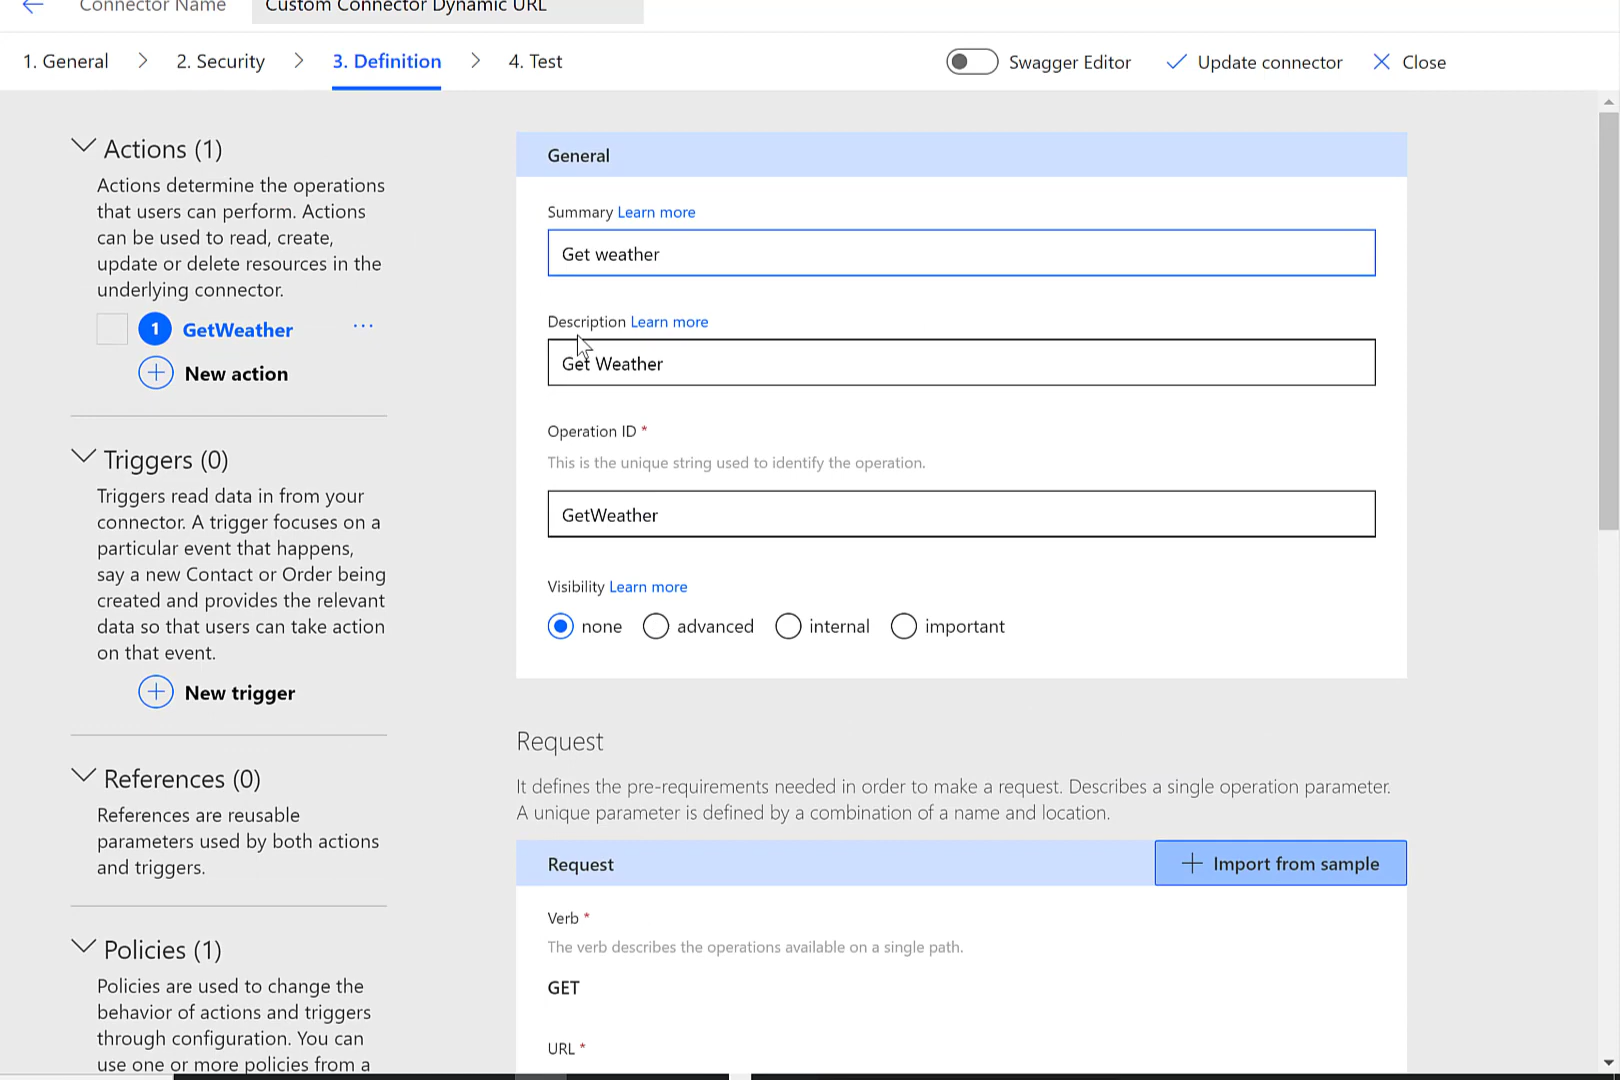 Connector Name
Custom Connector Dynamic URL
1. General
2. Security
3. Definition
4. Test
Swagger Editor
Update connector
Close
Actions (1)
Actions determine the operations
that users can perform. Actions
can be used to read, create,
update or delete resources in the
underlying connector.
1 GetWeather ...
New action
Triggers (0)
Triggers read data in from your
connector. A trigger focuses on a
particular event that happens,
say a new Contact or Order being
created and provides the relevant
data so that users can take action
on that event.
New trigger
References (0)
References are reusable
parameters used by both actions
and triggers.
Policies (1)
Policies are used to change the
behavior of actions and triggers
through configuration. You can
use one or more policies from a
General
Summary Learn more
Get weather
Description Learn more
Get Weather
Operation ID *
This is the unique string used to identify the operation.
GetWeather
Visibility Learn more
none advanced internal important
Request
It defines the pre-requirements needed in order to make a request. Describes a single operation parameter.
A unique parameter is defined by a combination of a name and location.
Request
Import from sample
Verb *
The verb describes the operations available on a single path.
GET
URL *